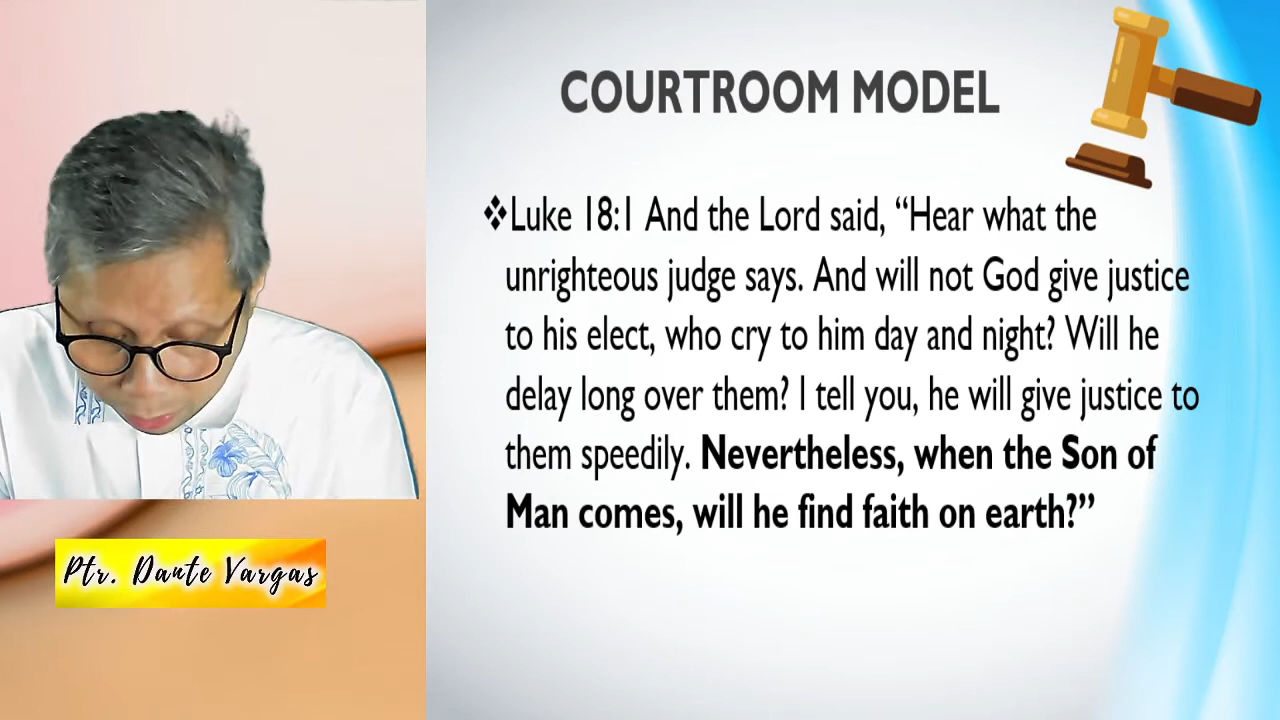 COURTROOM MODEL
❖Luke 18:1 And the Lord said, “Hear what the
unrighteous judge says. And will not God give justice
to his elect, who cry to him day and night? Will he
delay long over them? I tell you, he will give justice to
them speedily. Nevertheless, when the Son of
Man comes, will he find faith on earth?”
Ptr. Dante Vargas